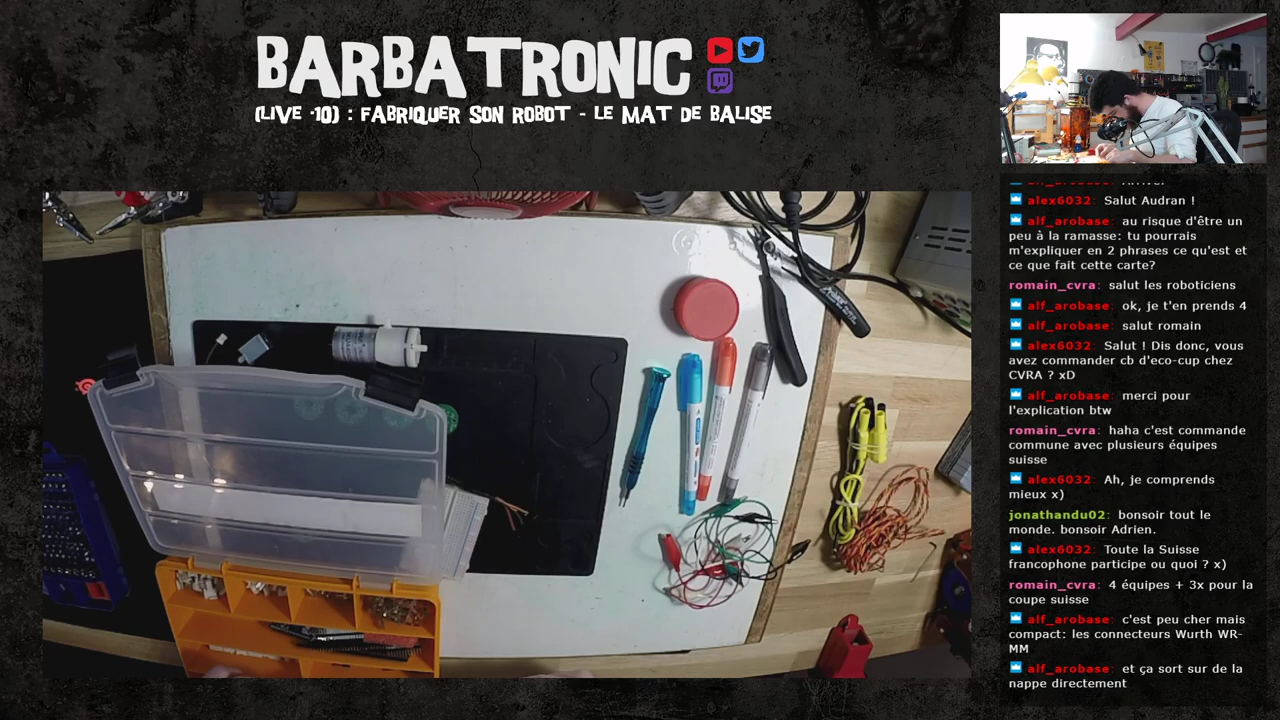 BARBATRONIC
(LIVE -10) : FABRIQUER SON ROBOT - LE MAT DE BALISE
alex6032: Salut Audran !
alf_arobase: au risque d'être un
peu à la ramasse: tu pourrais
m'expliquer en 2 phrases ce qu'est et
ce que fait cette carte?
romain_cvra: salut les roboticiens
alf_arobase: ok, je t'en prends 4
alf_arobase: salut romain
alex6032: Salut ! Dis donc, vous
avez commander cb d'eco-cup chez
CVRA ? xD
alf_arobase: merci pour
l'explication btw
romain_cvra: haha c'est commande
commune avec plusieurs équipes
suisse
alex6032: Ah, je comprends
mieux x)
jonathandu02: bonsoir tout le
monde. bonsoir Adrien.
alex6032: Toute la Suisse
francophone participe ou quoi ? x)
romain_cvra: 4 équipes + 3x pour la
coupe suisse
alf_arobase: c'est peu cher mais
compact: les connecteurs Wurth WR-
MM
alf_arobase: et ça sort sur de la
nappe directement